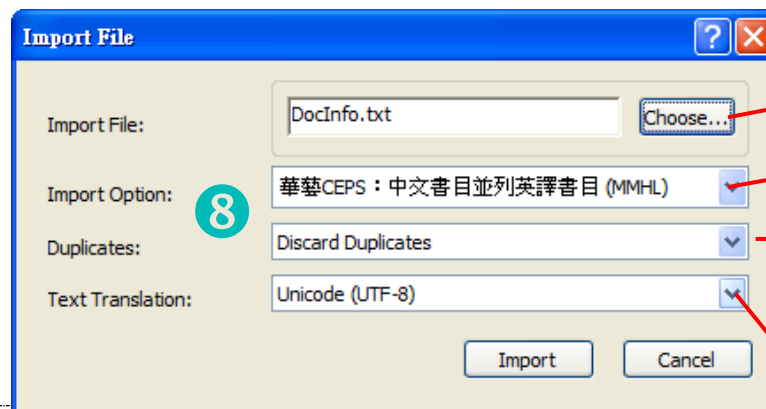 Import File
Import File:
DocInfo.txt
Choose...
Import Option:
華藝CEPS：中文書目並列英譯書目 (MMHL)
8
Duplicates:
Discard Duplicates
Text Translation:
Unicode (UTF-8)
Import
Cancel